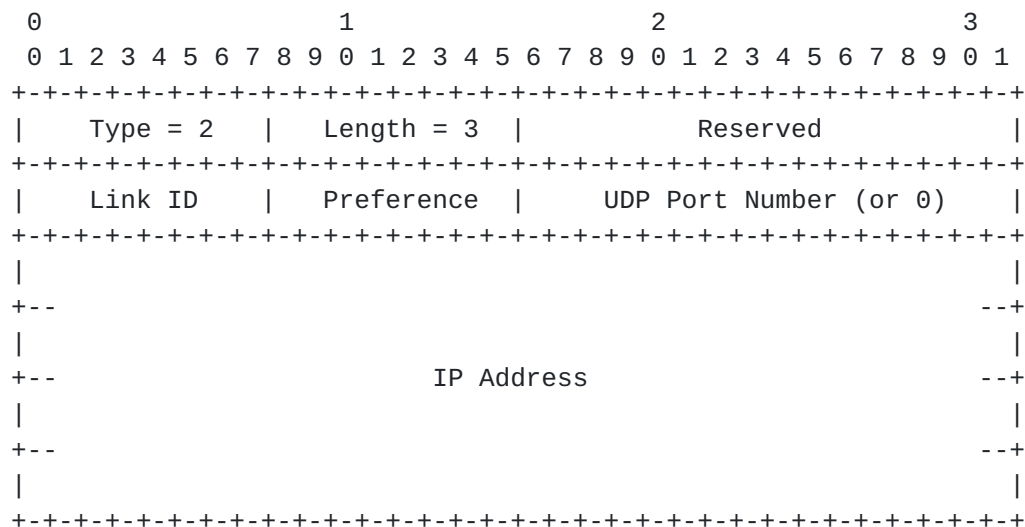 0                   1                   2                   3
 0 1 2 3 4 5 6 7 8 9 0 1 2 3 4 5 6 7 8 9 0 1 2 3 4 5 6 7 8 9 0 1
+-+-+-+-+-+-+-+-+-+-+-+-+-+-+-+-+-+-+-+-+-+-+-+-+-+-+-+-+-+-+-+-+
|    Type = 2   |   Length = 3  |           Reserved            |
+-+-+-+-+-+-+-+-+-+-+-+-+-+-+-+-+-+-+-+-+-+-+-+-+-+-+-+-+-+-+-+-+
|    Link ID    |   Preference  |     UDP Port Number (or 0)    |
+-+-+-+-+-+-+-+-+-+-+-+-+-+-+-+-+-+-+-+-+-+-+-+-+-+-+-+-+-+-+-+-+
|                                                               |
+--                                                           --+
|                                                               |
+--                        IP Address                         --+
|                                                               |
+--                                                           --+
|                                                               |
+-+-+-+-+-+-+-+-+-+-+-+-+-+-+-+-+-+-+-+-+-+-+-+-+-+-+-+-+-+-+-+-+